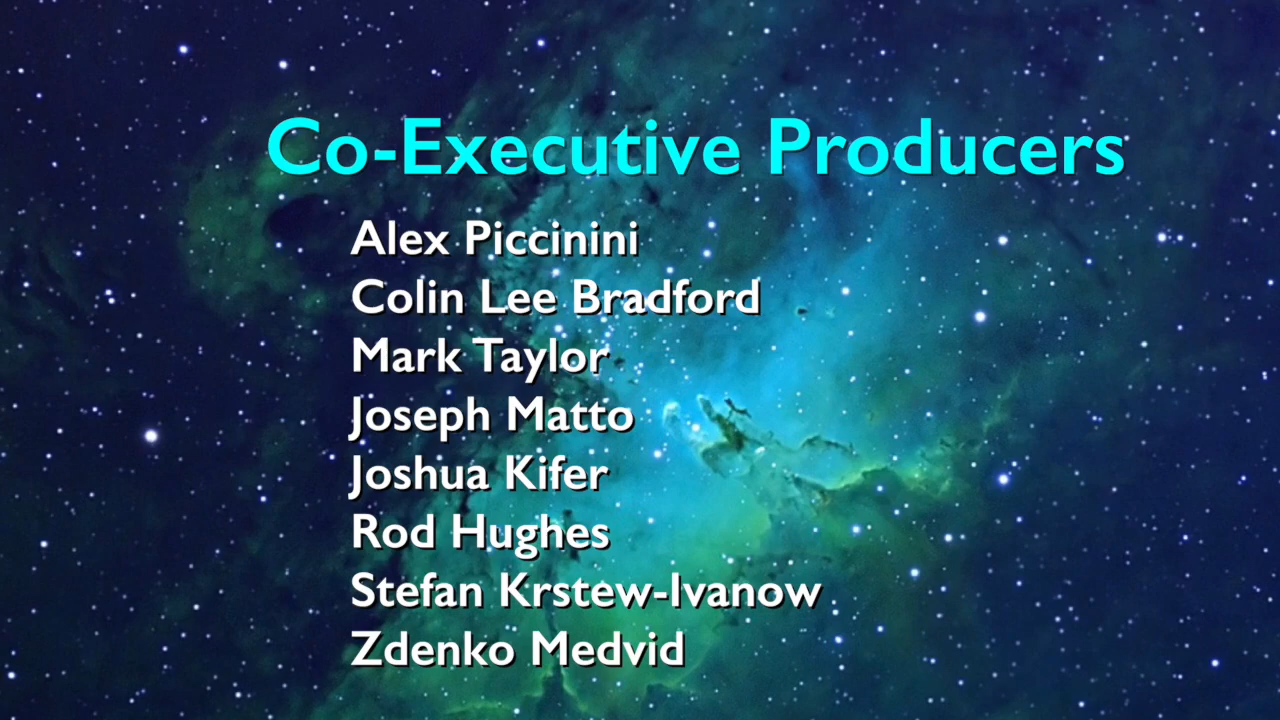 Co-Executive Producers
Alex Piccinini
Colin Lee Bradford
Mark Taylor
Joseph Matto
Joshua Kifer
Rod Hughes
Stefan Krstew-Ivanow
Zdenko Medvid